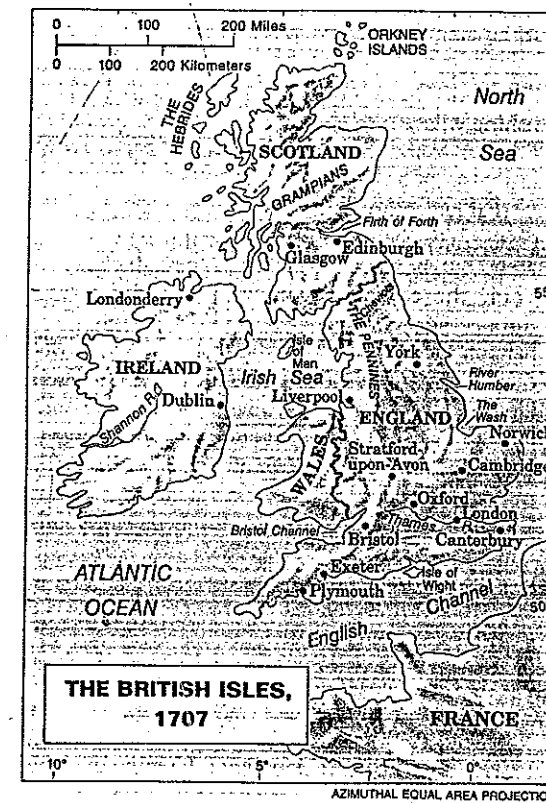 0 100 200 Miles
0 100 200 Kilometers
ORKNEY
ISLANDS
THE
HEBRIDES
North
Sea
SCOTLAND
GRAMPIANS
Firth of Forth
Glasgow
Edinburgh
Londonderry
55
THE PENNINES
Isle
of
Man
IRELAND
Irish Sea
York
River
Humber
Shannon R.
Dublin
Liverpool
ENGLAND
The
Wash
Norwich
WALES
Stratford-
upon-Avon
Cambridge
Oxford
London
Bristol Channel
Thames R.
Bristol
Canterbury
ATLANTIC
OCEAN
Exeter
Isle of
Wight
Plymouth
English Channel
50
THE BRITISH ISLES,
1707
FRANCE
10°
5°
0°
AZIMUTHAL EQUAL AREA PROJECTIO